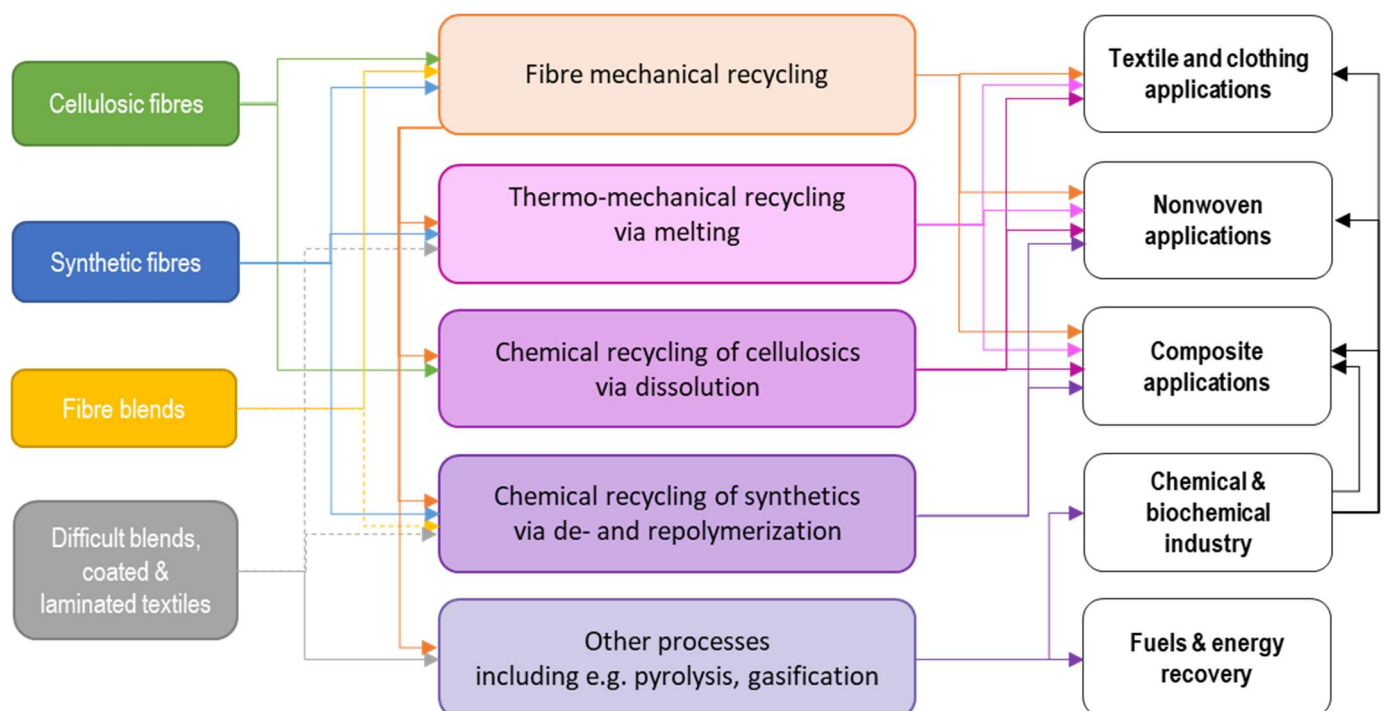 Cellulosic fibres
Synthetic fibres
Fibre blends
Difficult blends,
coated &
laminated textiles
Fibre mechanical recycling
Thermo-mechanical recycling
via melting
Chemical recycling of cellulosics
via dissolution
Chemical recycling of synthetics
via de- and repolymerization
Other processes
including e.g. pyrolysis, gasification
Textile and clothing
applications
Nonwoven
applications
Composite
applications
Chemical &
biochemical
industry
Fuels & energy
recovery